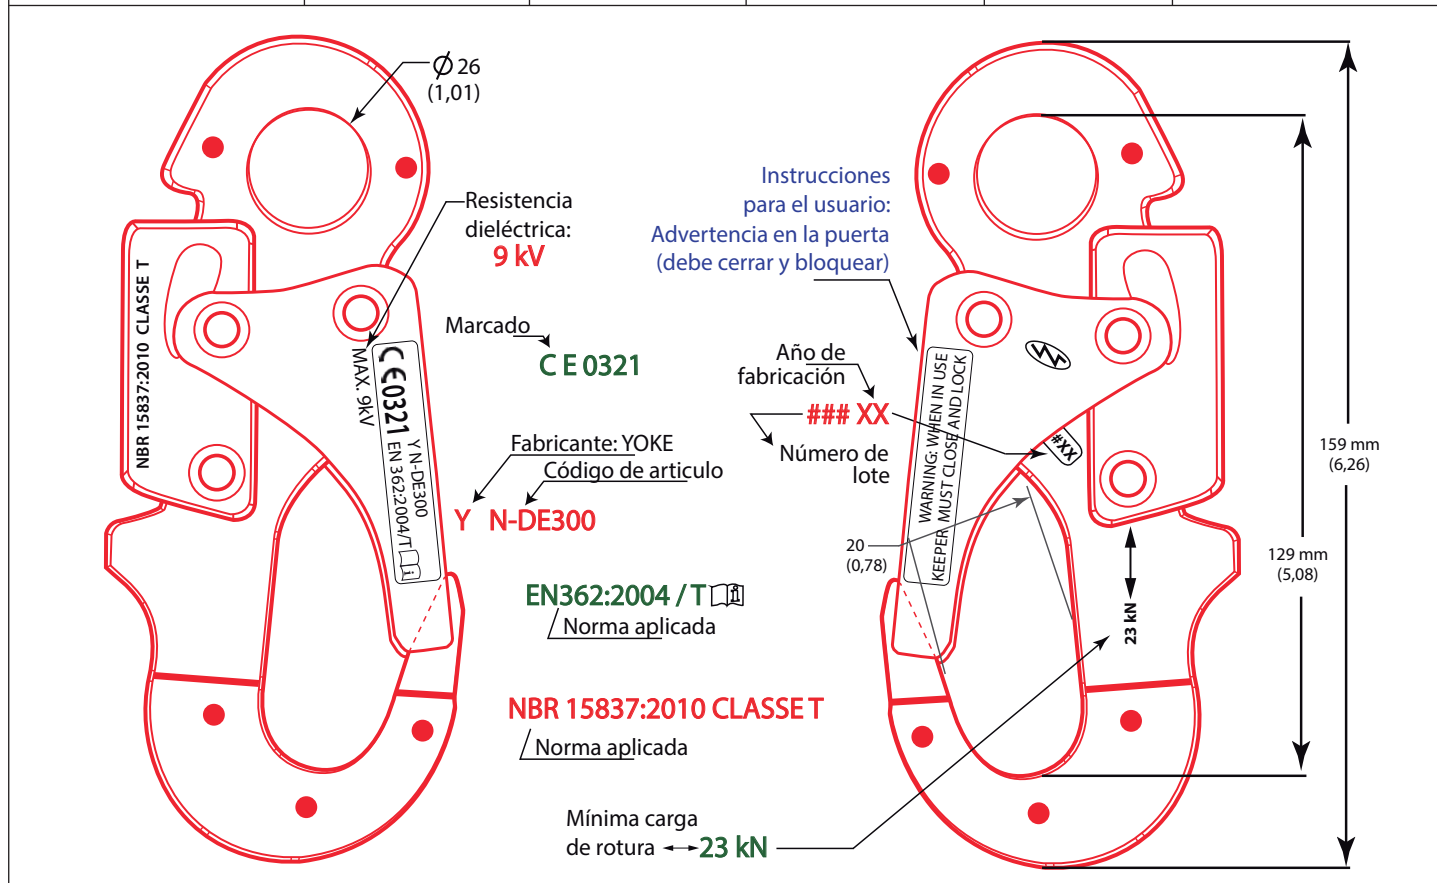 Ø 26
(1,01)
Resistencia
dieléctrica:
9 kV
Marcado
C E 0321
Fabricante: YOKE
Código de articulo
Y N-DE300
EN362:2004 / T
Norma aplicada
NBR 15837:2010 CLASSE T
Norma aplicada
Mínima carga
de rotura
23 kN
NBR 15837:2010 CLASSE T
MAX. 9kV
CE0321
Y N-DE300
EN 362:2004/T
i
Instrucciones
para el usuario:
Advertencia en la puerta
(debe cerrar y bloquear)
Año de
fabricación
### XX
Número de
lote
WARNING: WHEN IN USE
KEEPER MUST CLOSE AND LOCK
#XX
20
(0,78)
23 kN
129 mm
(5,08)
159 mm
(6,26)